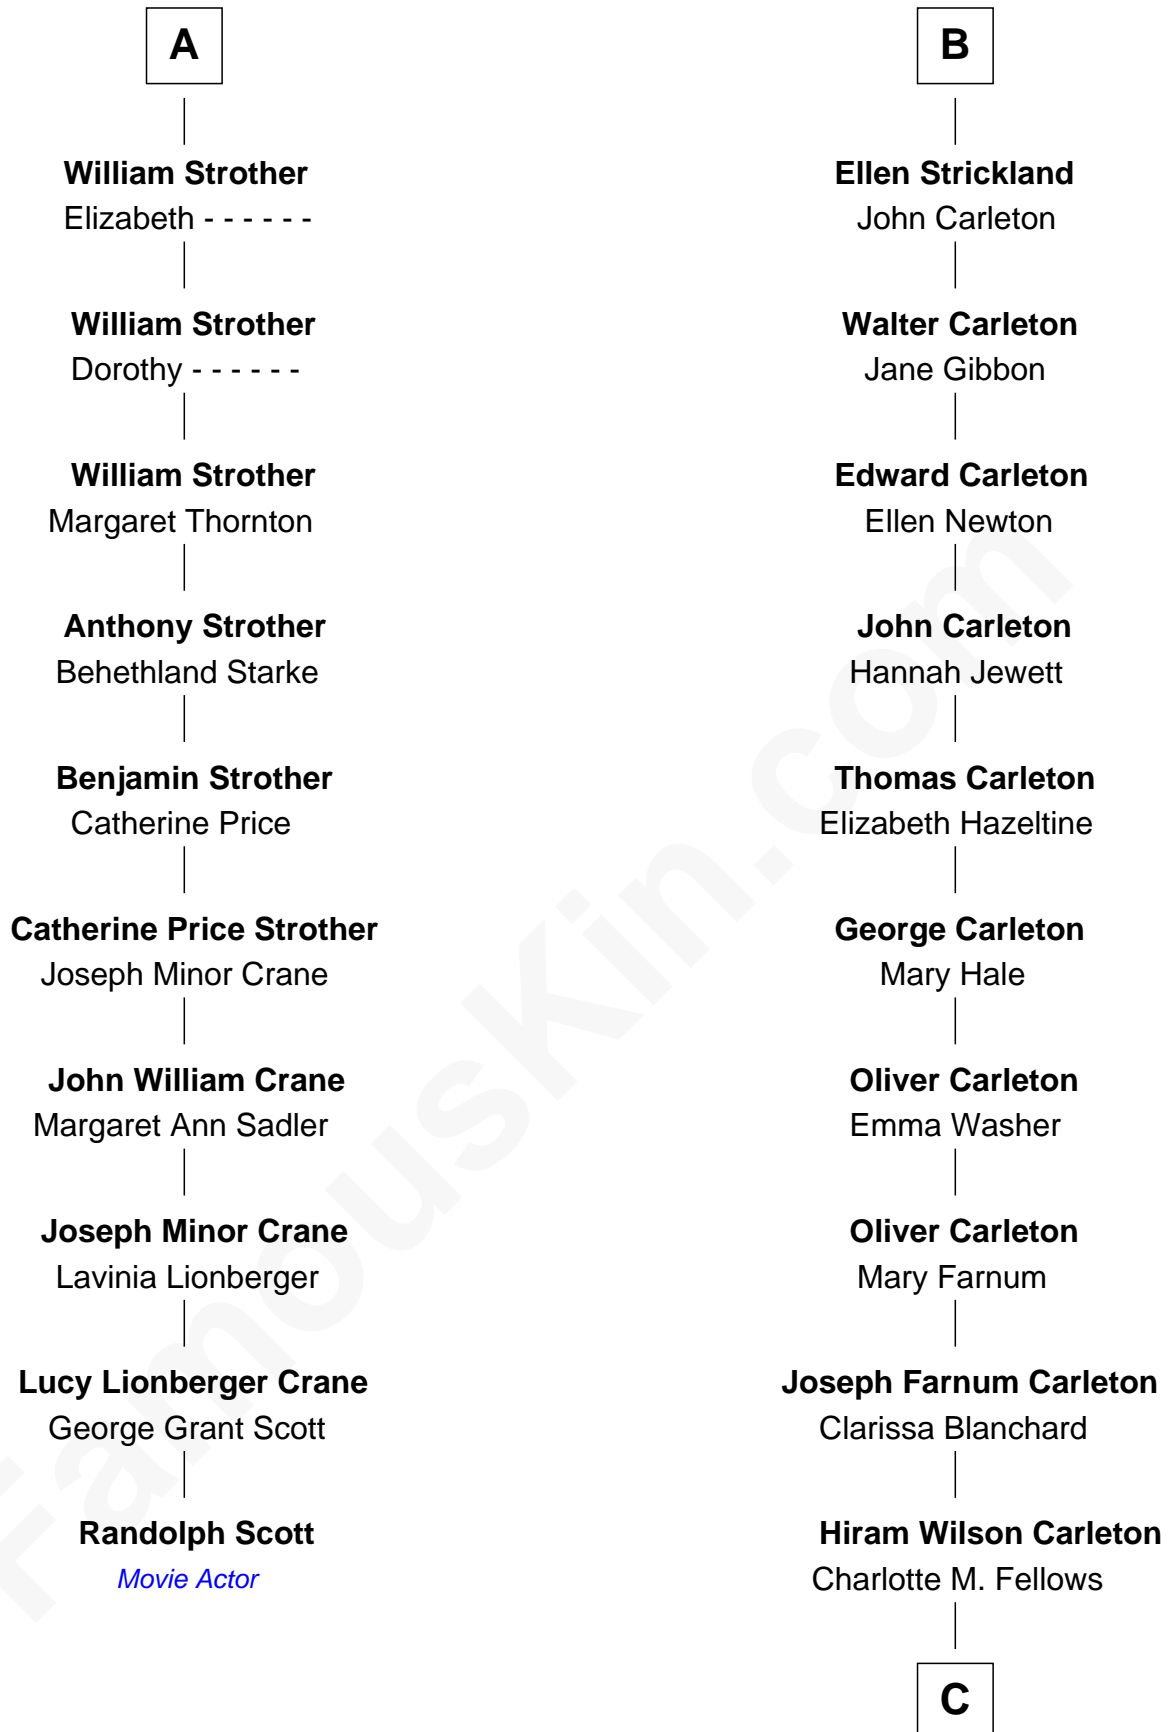 A
William Strother
Elizabeth - - - - - -
William Strother
Dorothy - - - - - -
William Strother
Margaret Thornton
Anthony Strother
Behethland Starke
Benjamin Strother
Catherine Price
Catherine Price Strother
Joseph Minor Crane
John William Crane
Margaret Ann Sadler
Joseph Minor Crane
Lavinia Lionberger
Lucy Lionberger Crane
George Grant Scott
Randolph Scott
Movie Actor
B
Ellen Strickland
John Carleton
Walter Carleton
Jane Gibbon
Edward Carleton
Ellen Newton
John Carleton
Hannah Jewett
Thomas Carleton
Elizabeth Hazeltine
George Carleton
Mary Hale
Oliver Carleton
Emma Washer
Oliver Carleton
Mary Farnum
Joseph Farnum Carleton
Clarissa Blanchard
Hiram Wilson Carleton
Charlotte M. Fellows
C
FamousKin.com